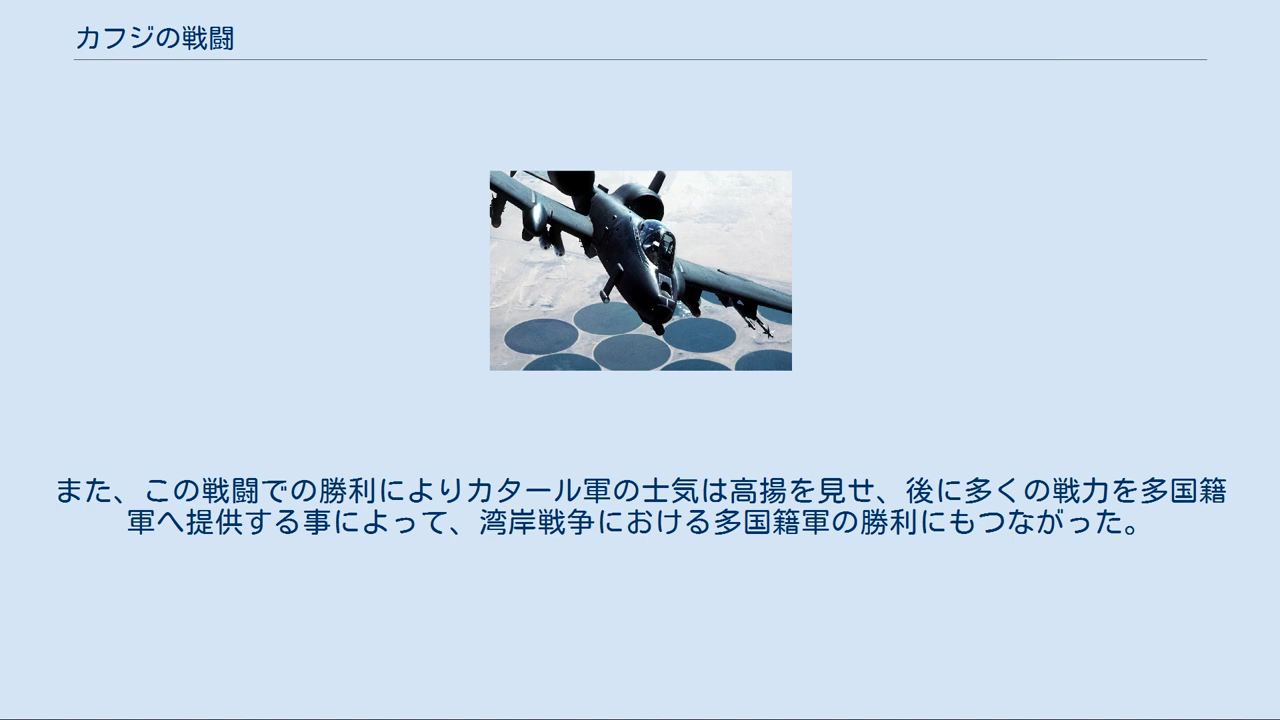 カフジの戦闘
また、この戦闘での勝利によりカタール軍の士気は高揚を見せ、後に多くの戦力を多国籍
軍へ提供する事によって、湾岸戦争における多国籍軍の勝利にもつながった。